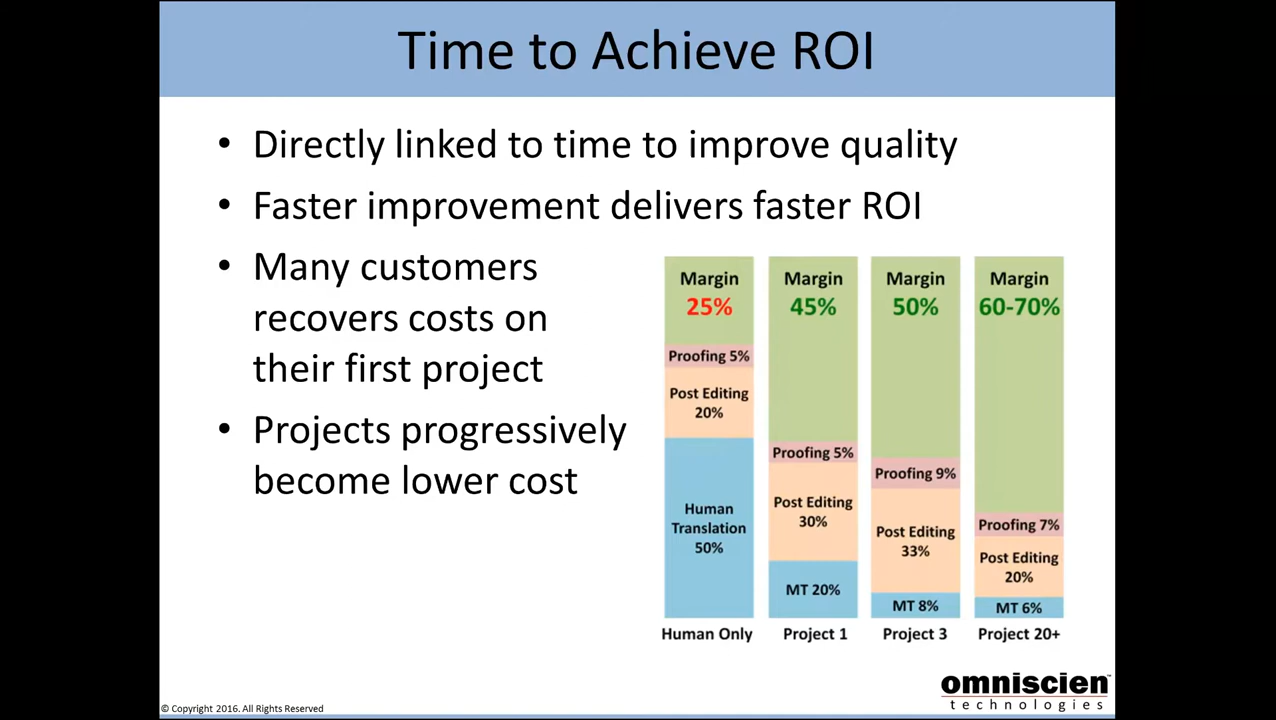 Time to Achieve ROI
• Directly linked to time to improve quality
• Faster improvement delivers faster ROI
• Many customers
recovers costs on
their first project
• Projects progressively
become lower cost
Margin
25%
Proofing 5%
Post Editing
20%
Human
Translation
50%
Human Only
Margin
45%
Proofing 5%
Post Editing
30%
MT 20%
Project 1
Margin
50%
Proofing 9%
Post Editing
33%
MT 8%
Project 3
Margin
60-70%
Proofing 7%
Post Editing
20%
MT 6%
Project 20+
omniscien™
technologies
© Copyright 2016. All Rights Reserved